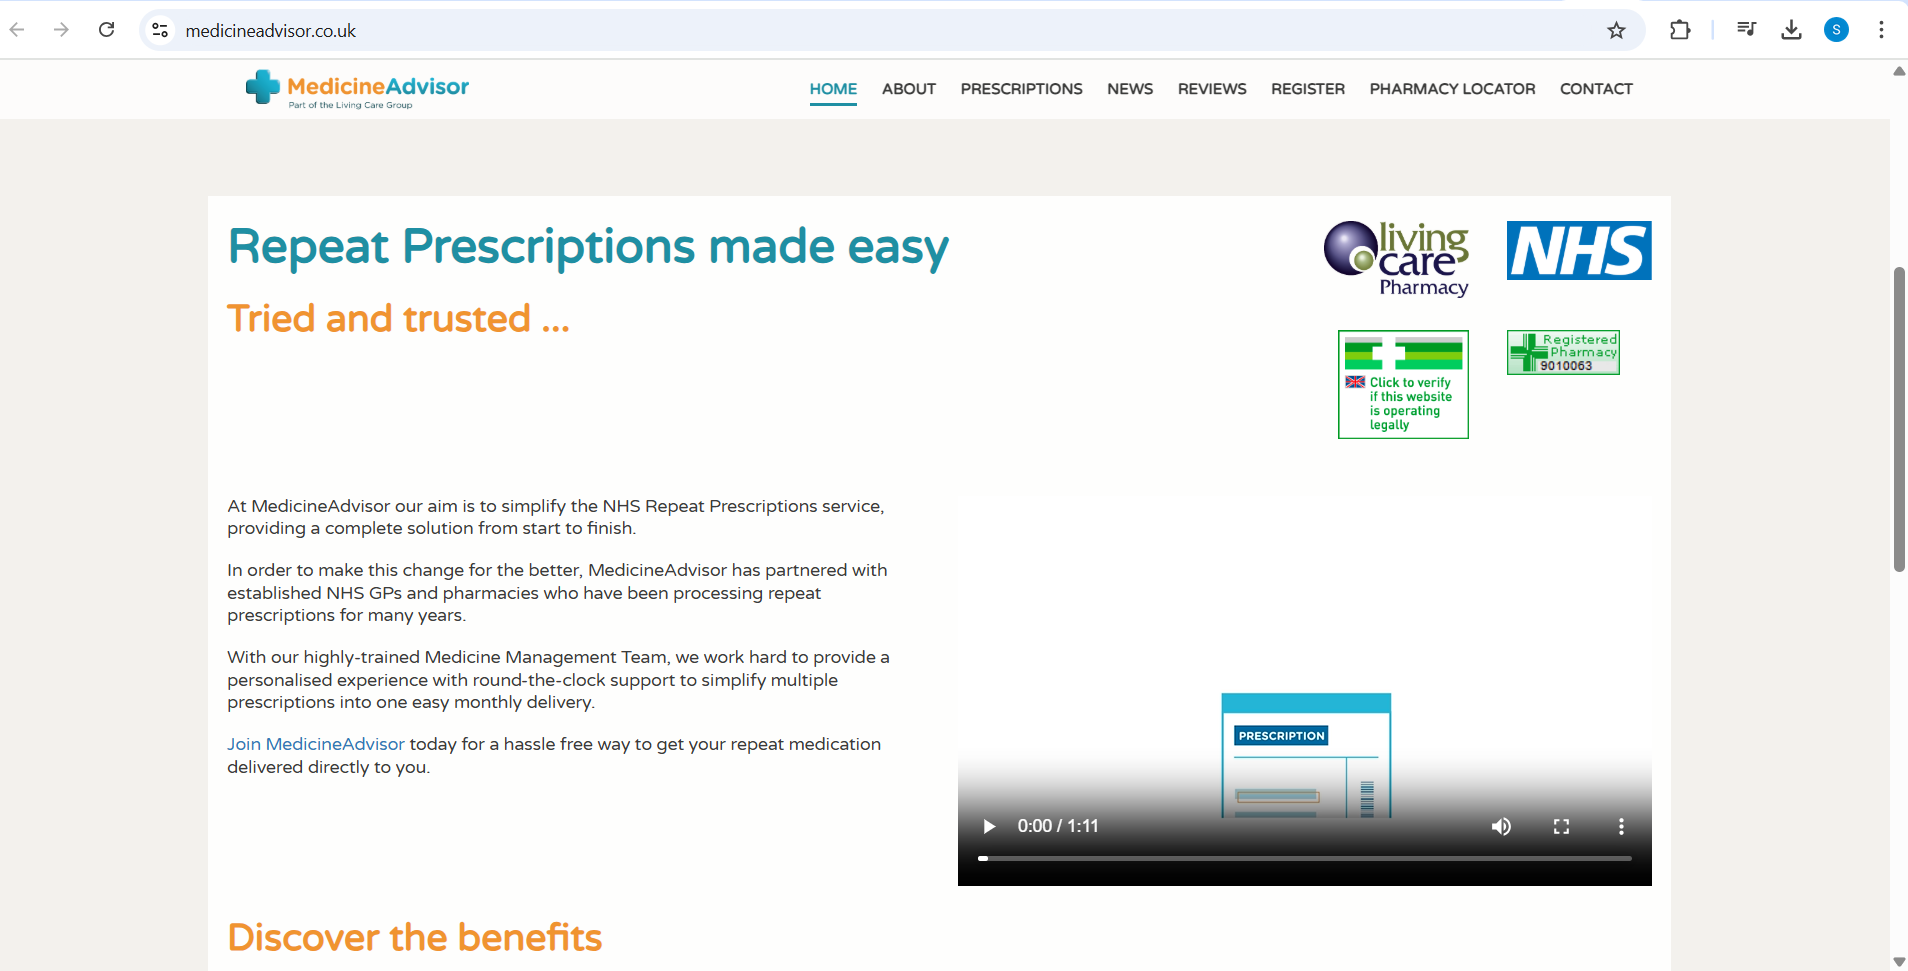 medicineadvisor.co.uk
S
MedicineAdvisor
Part of the Living Care Group
HOME
ABOUT
PRESCRIPTIONS
NEWS
REVIEWS
REGISTER
PHARMACY LOCATOR
CONTACT
Repeat Prescriptions made easy
Tried and trusted ...
living
care
Pharmacy
NHS
Click to verify
if this website
is operating
legally
Registered
Pharmacy
9010063
At MedicineAdvisor our aim is to simplify the NHS Repeat Prescriptions service,
providing a complete solution from start to finish.
In order to make this change for the better, MedicineAdvisor has partnered with
established NHS GPs and pharmacies who have been processing repeat
prescriptions for many years.
With our highly-trained Medicine Management Team, we work hard to provide a
personalised experience with round-the-clock support to simplify multiple
prescriptions into one easy monthly delivery.
Join MedicineAdvisor today for a hassle free way to get your repeat medication
delivered directly to you.
PRESCRIPTION
0:00 / 1:11
Discover the benefits